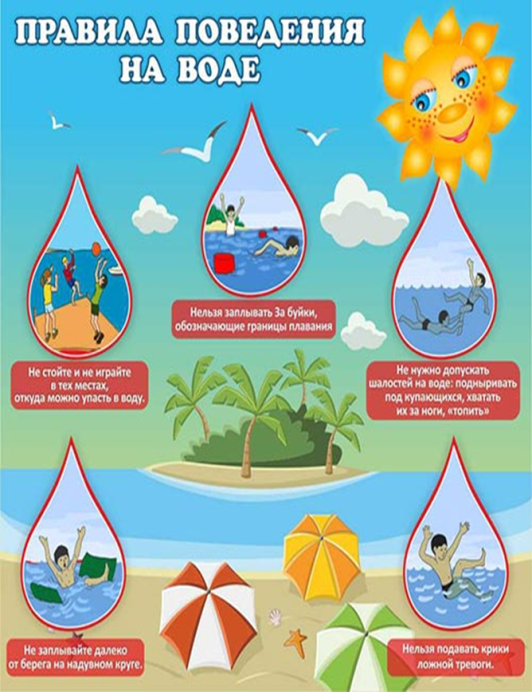 ПРАВИЛА ПОВЕДЕНИЯ
НА ВОДЕ
Нельзя заплывать За буйки,
обозначающие границы плавания
Не стойте и не играйте
в тех местах,
откуда можно упасть в воду.
Не нужно допускать
шалостей на воде: подныривать
под купающихся, хватать
их за ноги, «топить»
Не заплывайте далеко
от берега на надувном круге.
Нельзя подавать крики
ложной тревоги.